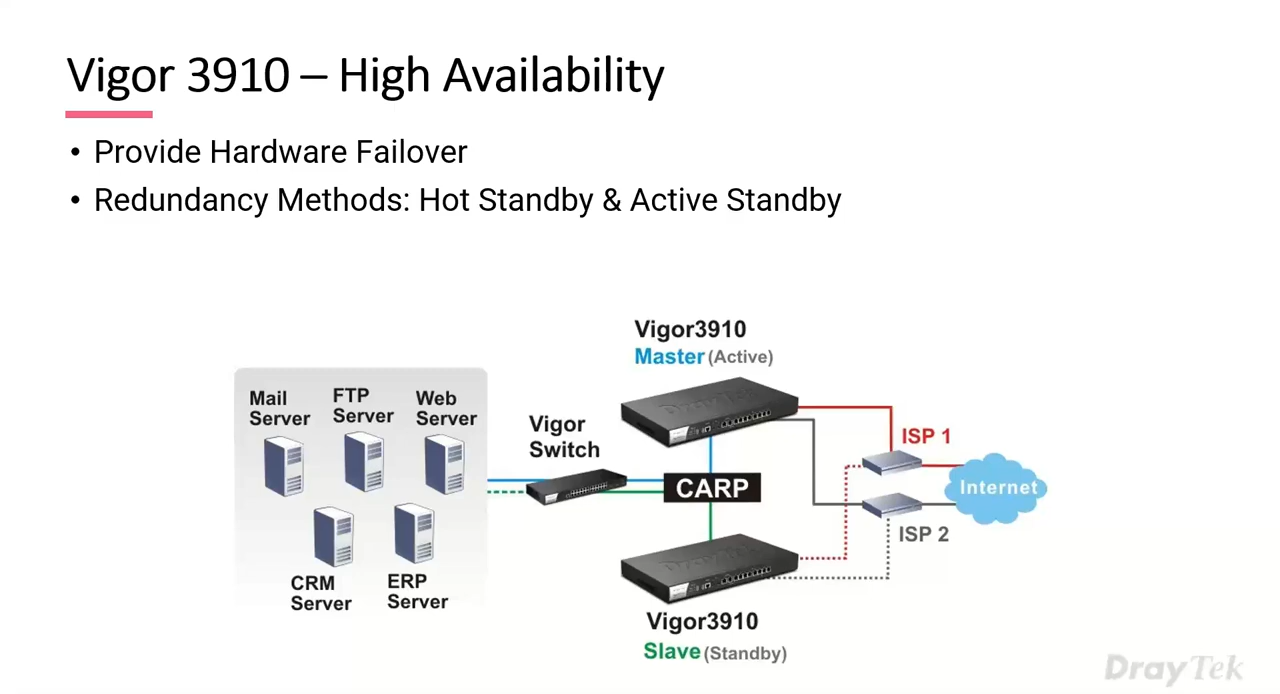 Vigor 3910 – High Availability
• Provide Hardware Failover
• Redundancy Methods: Hot Standby & Active Standby
Vigor3910
Master (Active)
Mail
Server
FTP
Server
Web
Server
Vigor
Switch
DrayTek
ISP 1
CARP
Internet
ISP 2
CRM
Server
ERP
Server
DrayTek
Vigor3910
Slave (Standby)
DrayTek